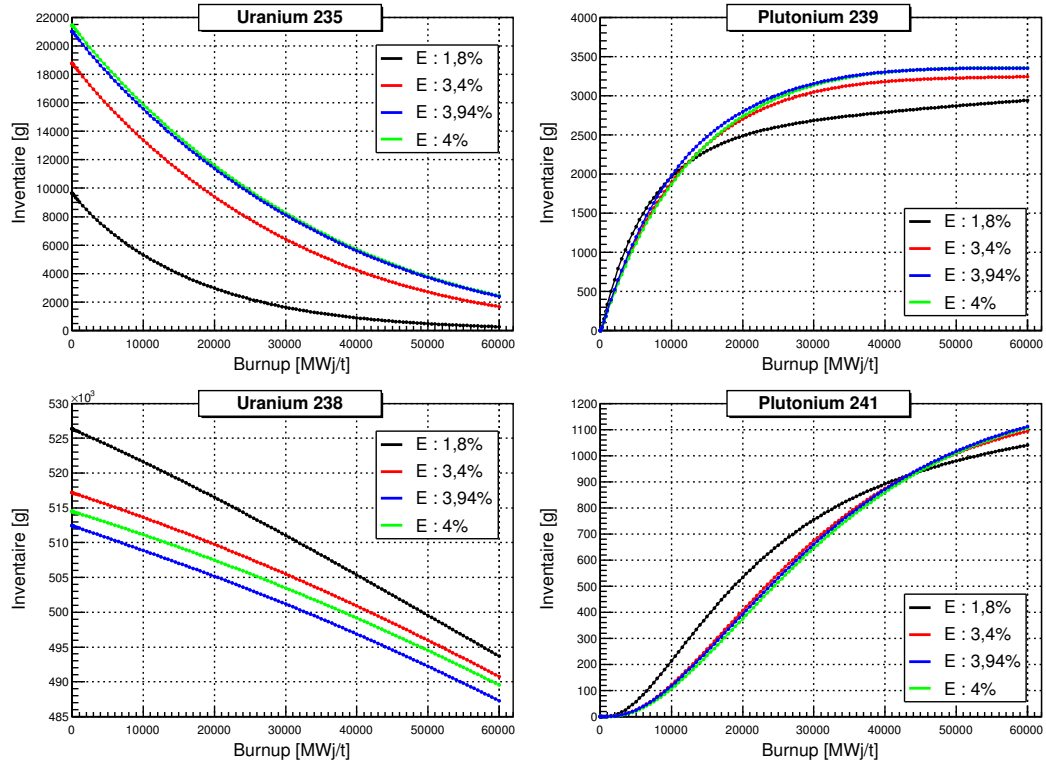 Uranium 235
Inventaire [g]
22000
20000
18000
16000
14000
12000
10000
8000
6000
4000
2000
0
E : 1,8%
E : 3,4%
E : 3,94%
E : 4%
0 10000 20000 30000 40000 50000 60000
Burnup [MWj/t]
Plutonium 239
Inventaire [g]
4000
3500
3000
2500
2000
1500
1000
500
0
E : 1,8%
E : 3,4%
E : 3,94%
E : 4%
0 10000 20000 30000 40000 50000 60000
Burnup [MWj/t]
Uranium 238
×10³
Inventaire [g]
530
525
520
515
510
505
500
495
490
485
E : 1,8%
E : 3,4%
E : 3,94%
E : 4%
0 10000 20000 30000 40000 50000 60000
Burnup [MWj/t]
Plutonium 241
Inventaire [g]
1200
1100
1000
900
800
700
600
500
400
300
200
100
0
E : 1,8%
E : 3,4%
E : 3,94%
E : 4%
0 10000 20000 30000 40000 50000 60000
Burnup [MWj/t]